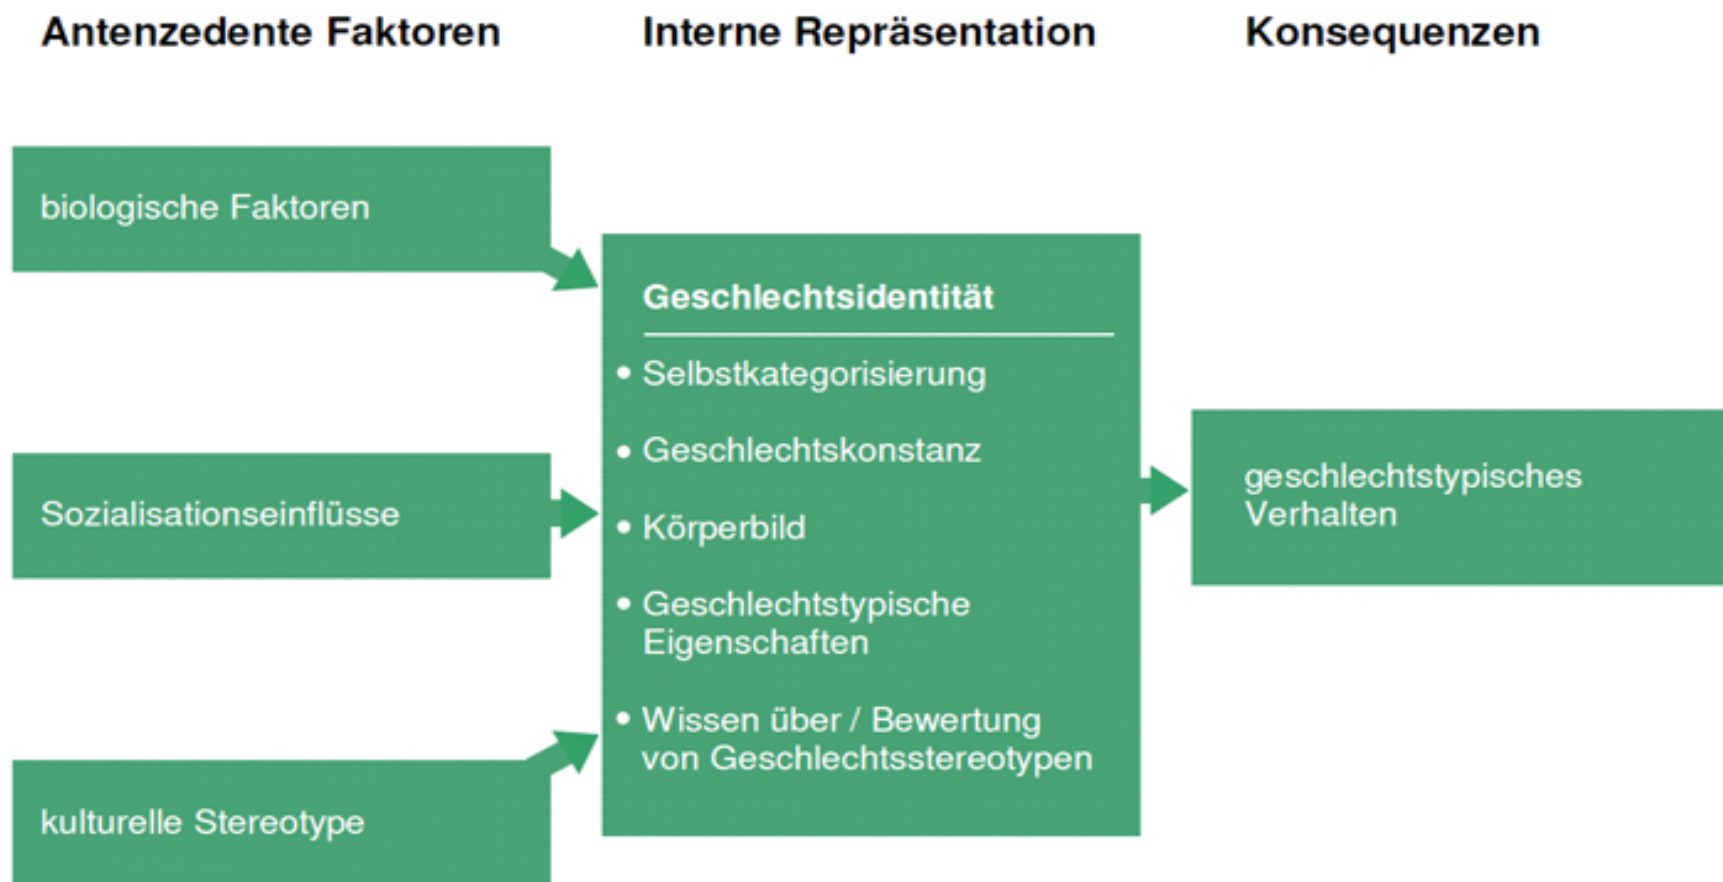 Antenzedente Faktoren
Interne Repräsentation
Konsequenzen
biologische Faktoren
Sozialisationseinflüsse
kulturelle Stereotype
Geschlechtsidentität
• Selbstkategorisierung
• Geschlechtskonstanz
• Körperbild
• Geschlechtstypische
Eigenschaften
• Wissen über / Bewertung
von Geschlechtsstereotypen
geschlechtstypisches
Verhalten